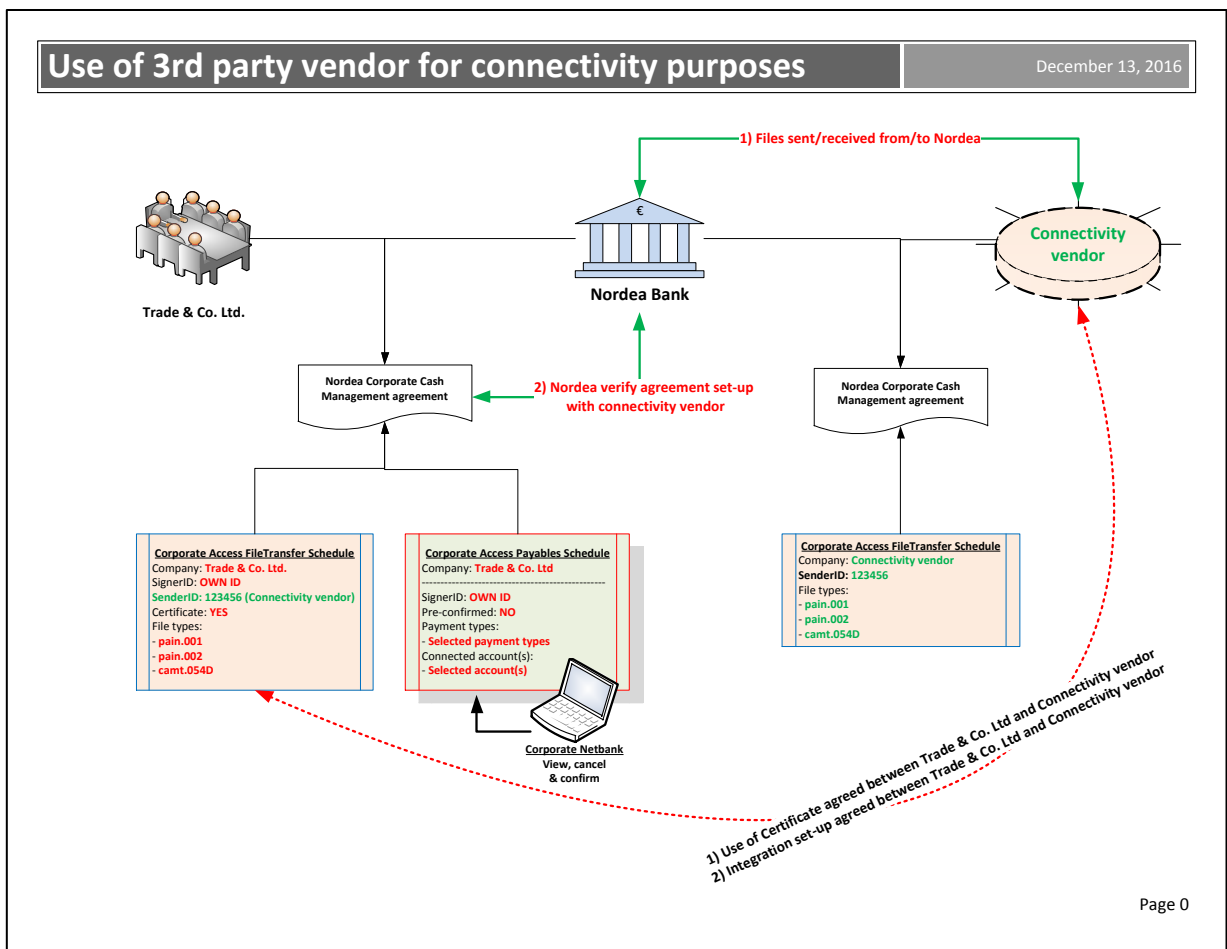 Use of 3rd party vendor for connectivity purposes
December 13, 2016
1) Files sent/received from/to Nordea
€
Connectivity
vendor
Trade & Co. Ltd.
Nordea Bank
Nordea Corporate Cash
Management agreement
2) Nordea verify agreement set-up
with connectivity vendor
Nordea Corporate Cash
Management agreement
Corporate Access FileTransfer Schedule
Company: Trade & Co. Ltd.
SignerID: OWN ID
SenderID: 123456 (Connectivity vendor)
Certificate: YES
File types:
- pain.001
- pain.002
- camt.054D
Corporate Access Payables Schedule
Company: Trade & Co. Ltd
------------------------------------------------
SignerID: OWN ID
Pre-confirmed: NO
Payment types:
- Selected payment types
Connected account(s):
- Selected account(s)
Corporate Netbank
View, cancel
& confirm
Corporate Access FileTransfer Schedule
Company: Connectivity vendor
SenderID: 123456
File types:
- pain.001
- pain.002
- camt.054D
1) Use of Certificate agreed between Trade & Co. Ltd and Connectivity vendor
2) Integration set-up agreed between Trade & Co. Ltd and Connectivity vendor
Page 0